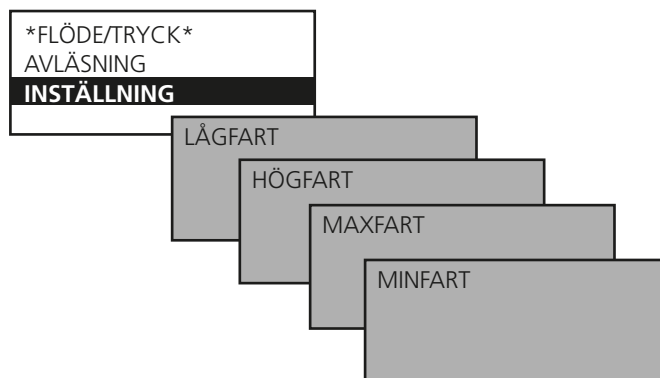 *FLÖDE/TRYCK*
AVLÄSNING
INSTÄLLNING
LÅGFART
HÖGFART
MAXFART
MINFART